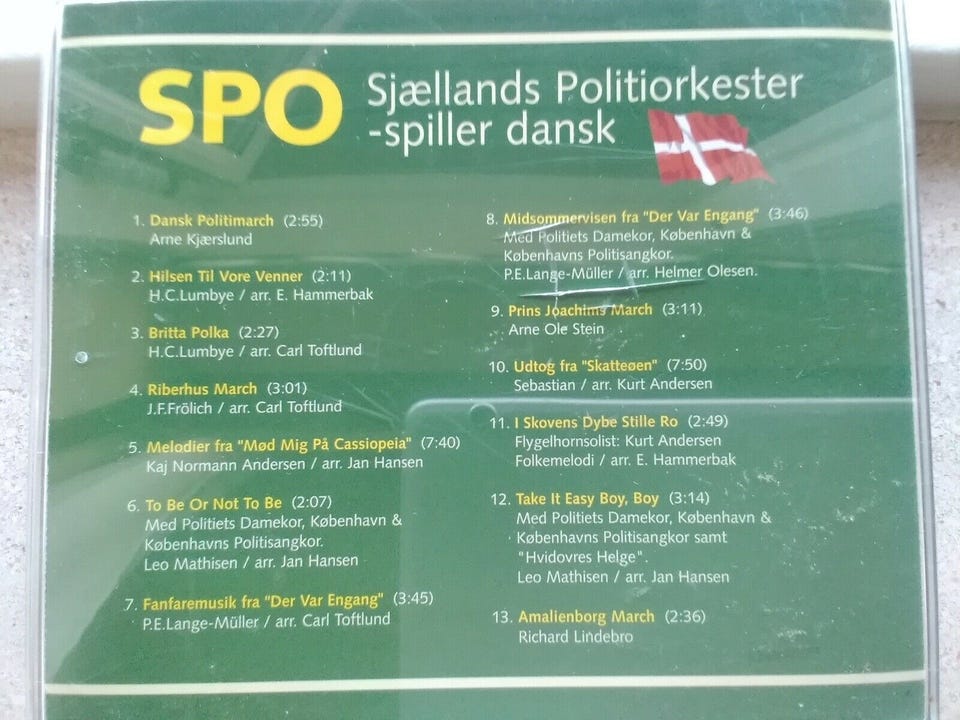 SPO
Sjællands Politiorkester
-spiller dansk
1. Dansk Politimarch (2:55)
Arne Kjærslund
2. Hilsen Til Vore Venner (2:11)
H.C.Lumbye / arr. E. Hammerbak
3. Britta Polka (2:27)
H.C.Lumbye / arr. Carl Toftlund
4. Riberhus March (3:01)
J.F.Frölich / arr. Carl Toftlund
5. Melodier fra "Mød Mig På Cassiopeia" (7:40)
Kaj Normann Andersen / arr. Jan Hansen
6. To Be Or Not To Be (2:07)
Med Politiets Damekor, København &
Københavns Politisangkor.
Leo Mathisen / arr. Jan Hansen
7. Fanfaremusik fra "Der Var Engang" (3:45)
P.E.Lange-Müller / arr. Carl Toftlund
8. Midsommervisen fra "Der Var Engang" (3:46)
Med Politiets Damekor, København &
Københavns Politisangkor.
P.E.Lange-Müller / arr. Helmer Olesen.
9. Prins Joachims March (3:11)
Arne Ole Stein
10. Udtog fra "Skatteøen" (7:50)
Sebastian / arr. Kurt Andersen
11. I Skovens Dybe Stille Ro (2:49)
Flygelhornsolist: Kurt Andersen
Folkemelodi / arr. E. Hammerbak
12. Take It Easy Boy, Boy (3:14)
Med Politiets Damekor, København &
Københavns Politisangkor samt
"Hvidovres Helge".
Leo Mathisen / arr. Jan Hansen
13. Amalienborg March (2:36)
Richard Lindebro